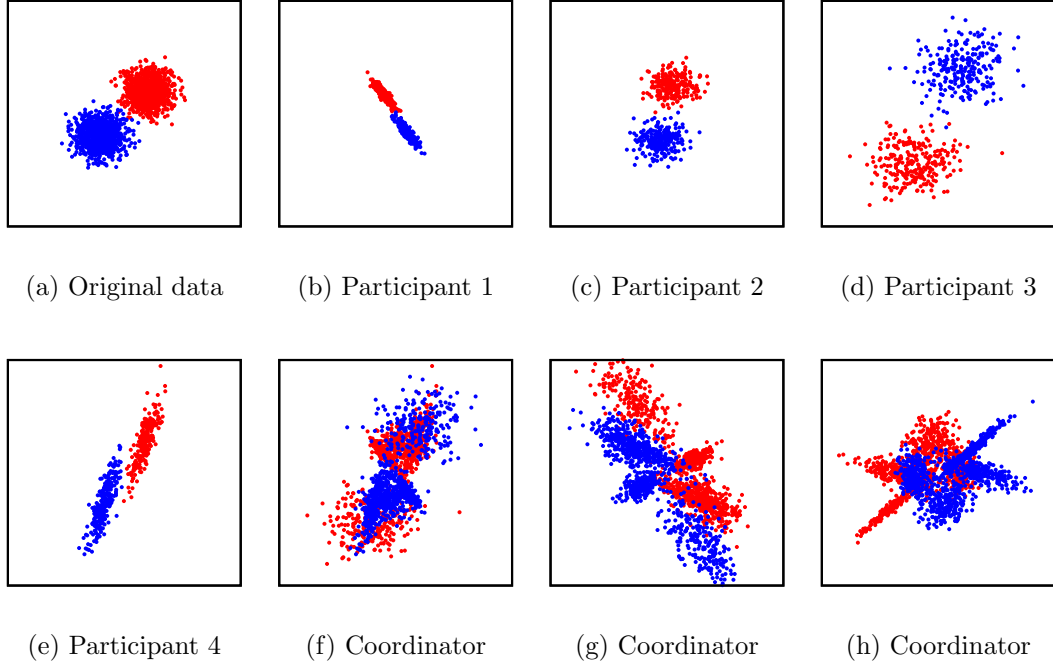 (a) Original data
(b) Participant 1
(c) Participant 2
(d) Participant 3
(e) Participant 4
(f) Coordinator
(g) Coordinator
(h) Coordinator